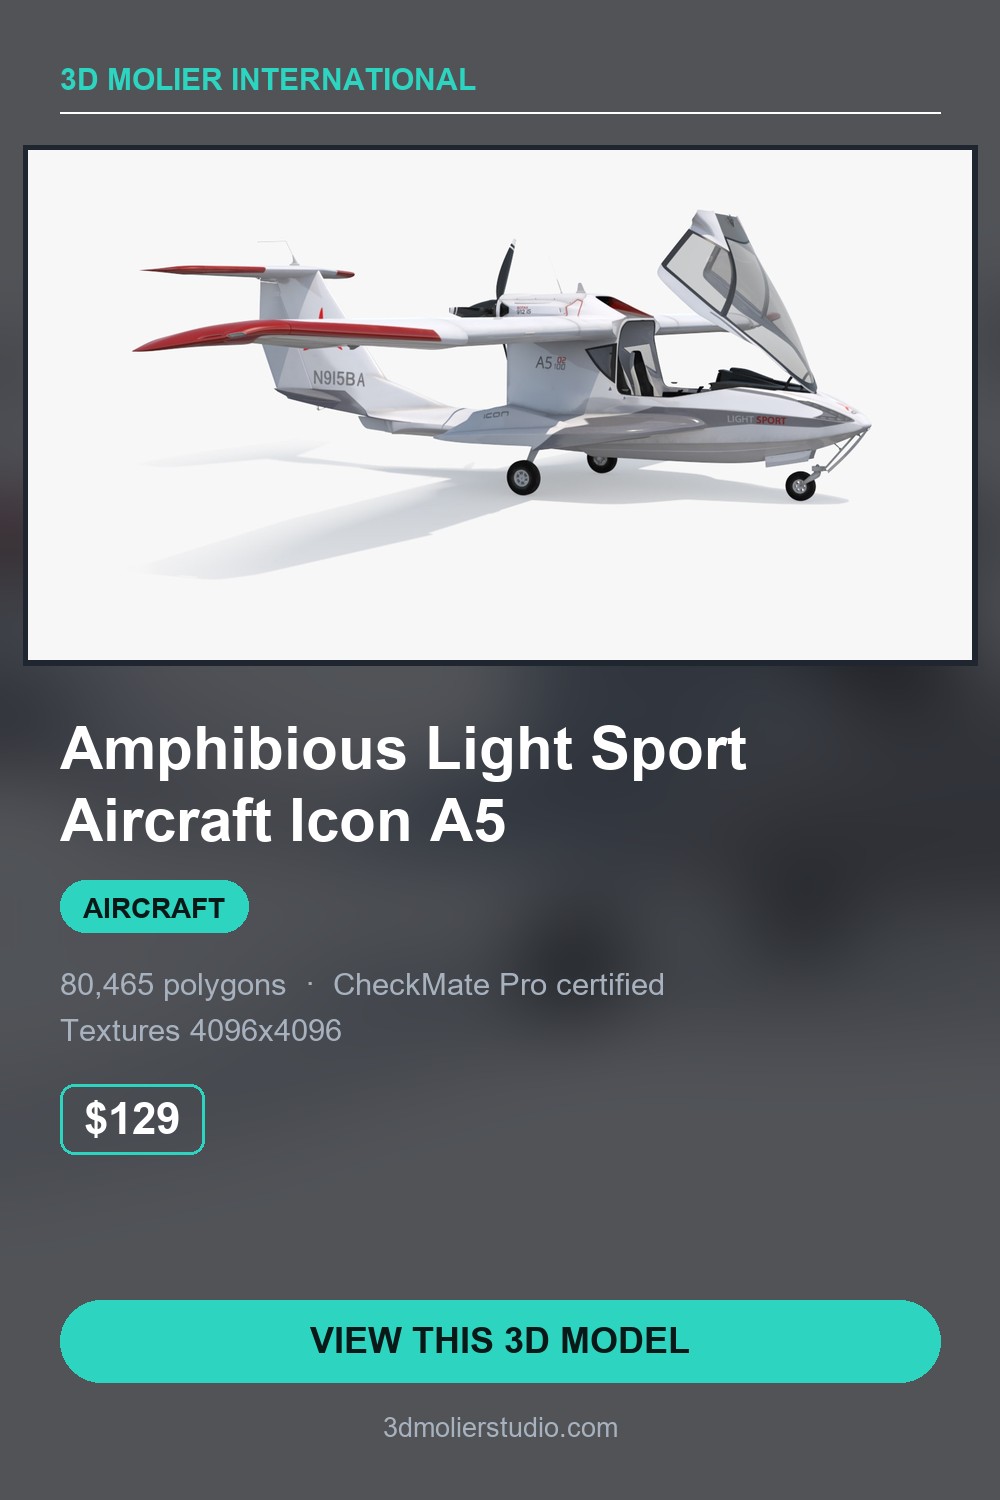 3D MOLIER INTERNATIONAL
N915BA
A5
icon
LIGHT SPORT
Amphibious Light Sport
Aircraft Icon A5
AIRCRAFT
80,465 polygons · CheckMate Pro certified
Textures 4096x4096
$129
VIEW THIS 3D MODEL
3dmolierstudio.com